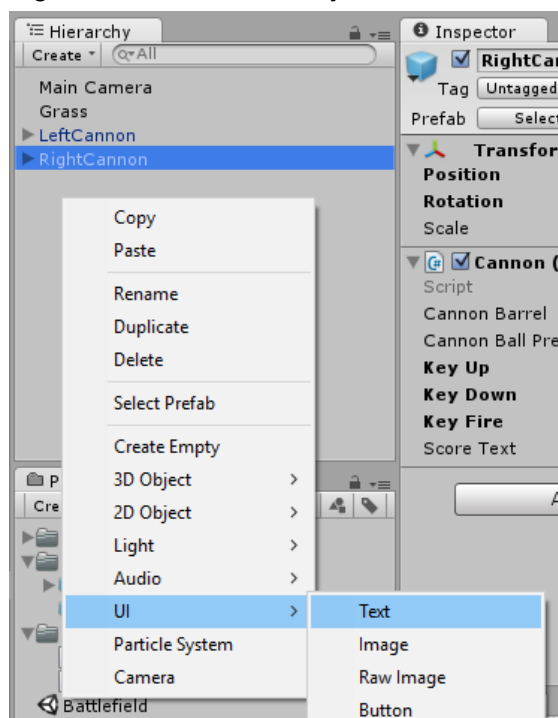 Hierarchy
Create
All
Main Camera
Grass
LeftCannon
RightCannon
Copy
Paste
Rename
Duplicate
Delete
Select Prefab
Create Empty
3D Object
2D Object
Light
Audio
UI
Particle System
Camera
Text
Image
Raw Image
Button
P
Cre
Battlefield
Inspector
RightCan
Tag Untagged
Prefab Select
Transfor
Position
Rotation
Scale
Cannon (
Script
Cannon Barrel
Cannon Ball Pre
Key Up
Key Down
Key Fire
Score Text
A